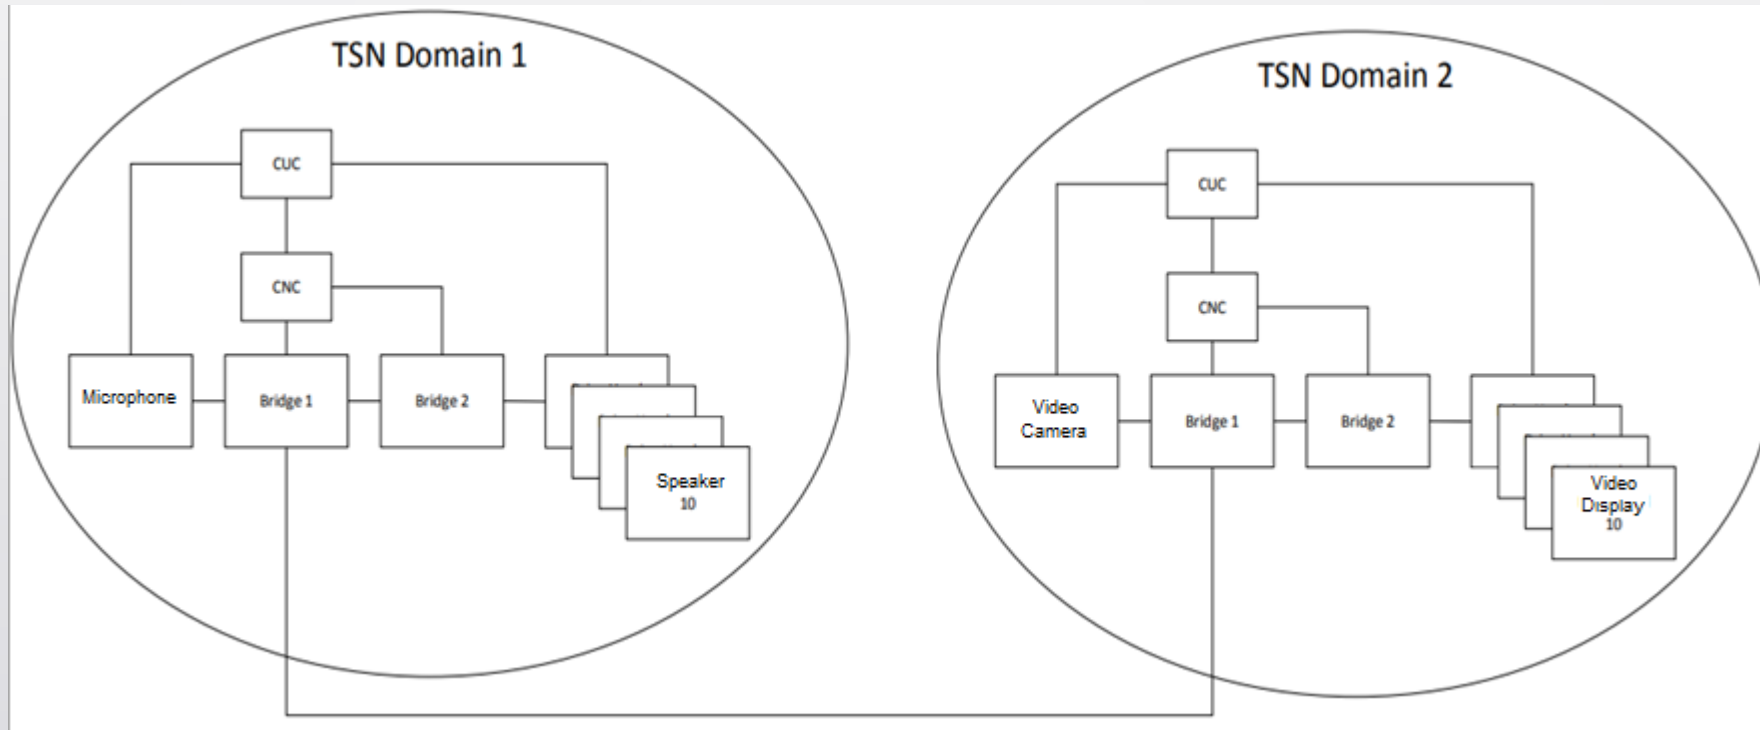 TSN Domain 1
CUC
CNC
Microphone
Bridge 1
Bridge 2
Speaker
10
TSN Domain 2
CUC
CNC
Video
Camera
Bridge 1
Bridge 2
Video
Display
10